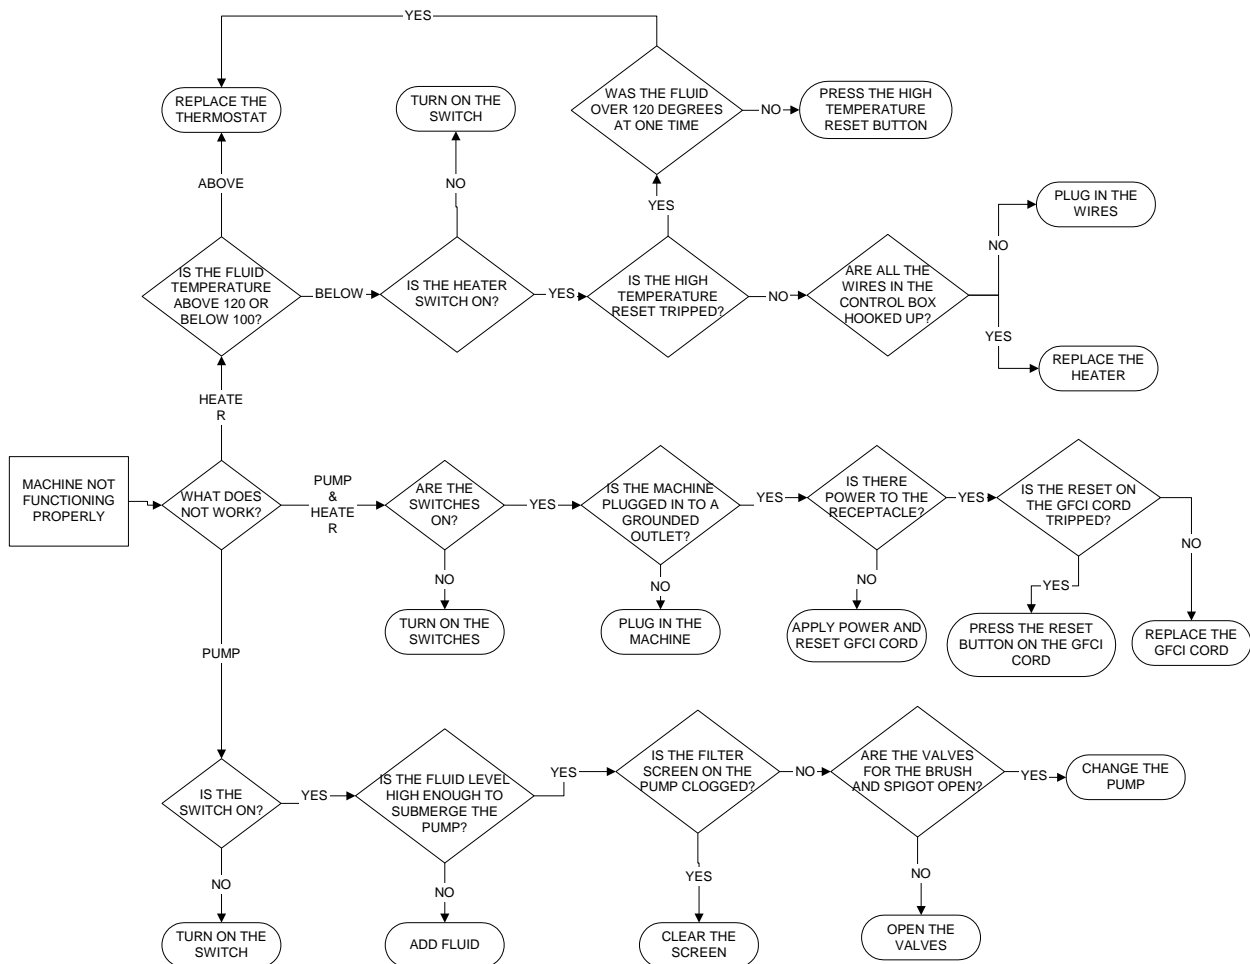 YES
REPLACE THE
THERMOSTAT
TURN ON THE
SWITCH
WAS THE FLUID
OVER 120 DEGREES
AT ONE TIME
NO
PRESS THE HIGH
TEMPERATURE
RESET BUTTON
ABOVE
NO
YES
PLUG IN THE
WIRES
NO
IS THE FLUID
TEMPERATURE
ABOVE 120 OR
BELOW 100?
BELOW
IS THE HEATER
SWITCH ON?
YES
IS THE HIGH
TEMPERATURE
RESET TRIPPED?
NO
ARE ALL THE
WIRES IN THE
CONTROL BOX
HOOKED UP?
YES
REPLACE THE
HEATER
HEATE
R
MACHINE NOT
FUNCTIONING
PROPERLY
WHAT DOES
NOT WORK?
PUMP
&
HEATE
R
ARE THE
SWITCHES
ON?
YES
IS THE MACHINE
PLUGGED IN TO A
GROUNDED
OUTLET?
YES
IS THERE
POWER TO THE
RECEPTACLE?
YES
IS THE RESET ON
THE GFCI CORD
TRIPPED?
NO
NO
NO
NO
YES
TURN ON THE
SWITCHES
PLUG IN THE
MACHINE
APPLY POWER AND
RESET GFCI CORD
PRESS THE RESET
BUTTON ON THE GFCI
CORD
REPLACE THE
GFCI CORD
PUMP
IS THE
SWITCH ON?
YES
IS THE FLUID LEVEL
HIGH ENOUGH TO
SUBMERGE THE
PUMP?
YES
IS THE FILTER
SCREEN ON THE
PUMP CLOGGED?
NO
ARE THE VALVES
FOR THE BRUSH
AND SPIGOT OPEN?
YES
CHANGE THE
PUMP
NO
NO
YES
NO
TURN ON THE
SWITCH
ADD FLUID
CLEAR THE
SCREEN
OPEN THE
VALVES